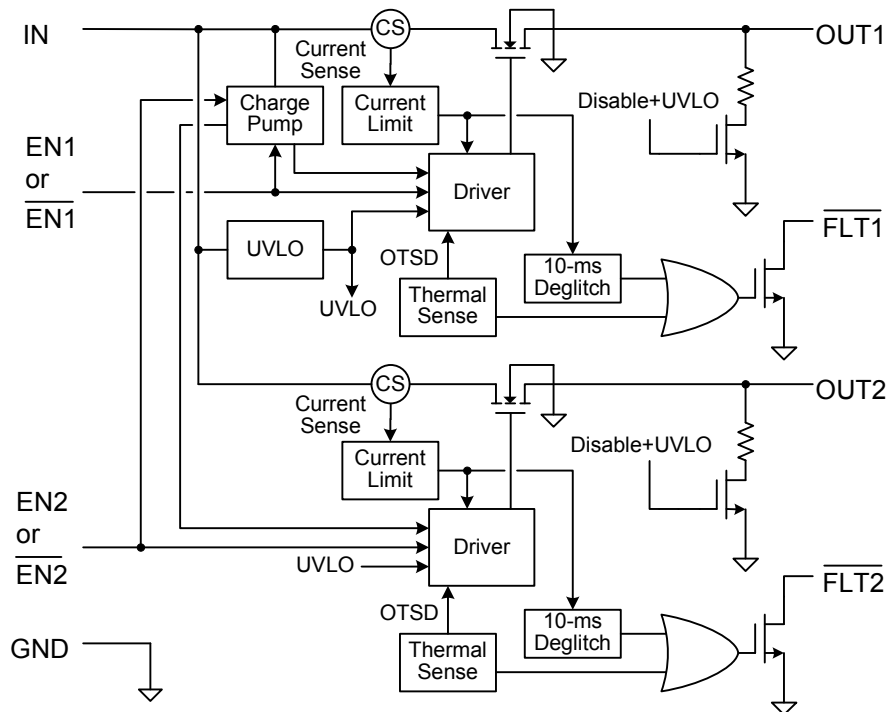 IN
CS
OUT1
Current
Sense
Charge
Pump
Current
Limit
Disable+UVLO
EN1
or
EN1
Driver
FLT1
UVLO
OTSD
10-ms
Deglitch
UVLO
Thermal
Sense
CS
OUT2
Current
Sense
Current
Limit
Disable+UVLO
EN2
or
EN2
Driver
UVLO
FLT2
OTSD
10-ms
Deglitch
GND
Thermal
Sense